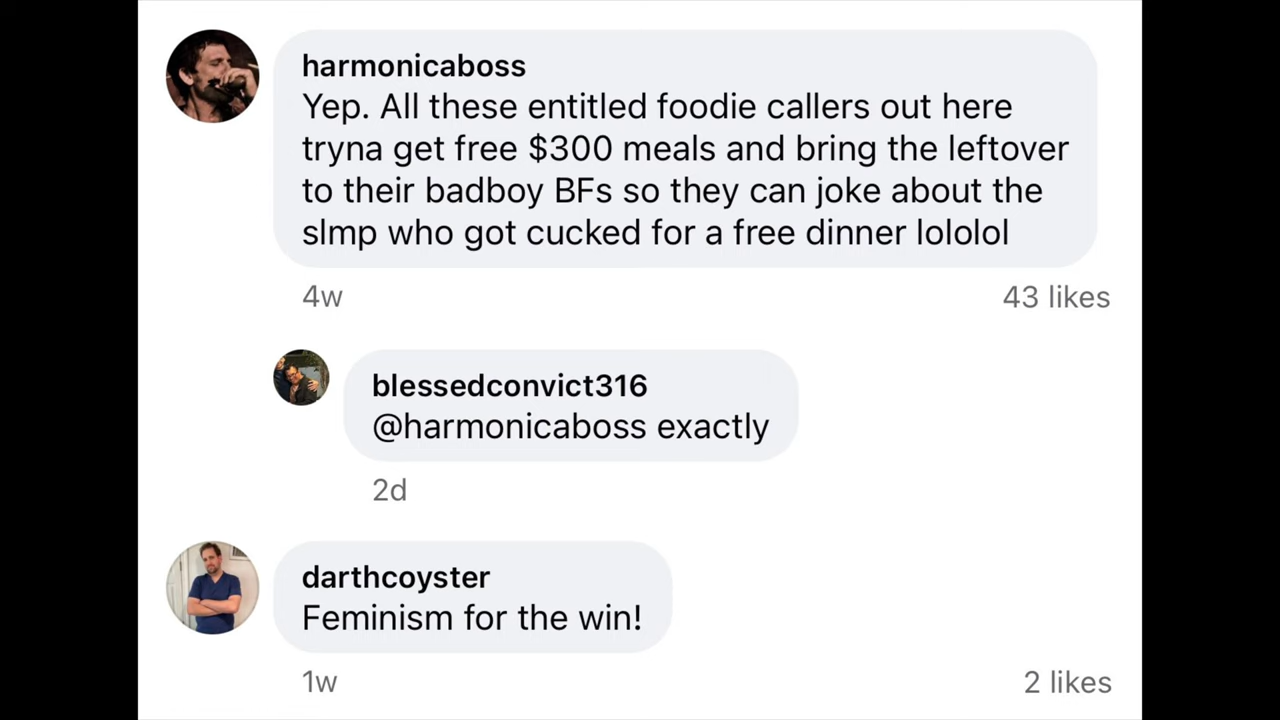 harmonicaboss
Yep. All these entitled foodie callers out here
tryna get free $300 meals and bring the leftover
to their badboy BFs so they can joke about the
slmp who got cucked for a free dinner lololol
4w
43 likes
blessedconvict316
@harmonicaboss exactly
2d
darthcoyster
Feminism for the win!
1w
2 likes